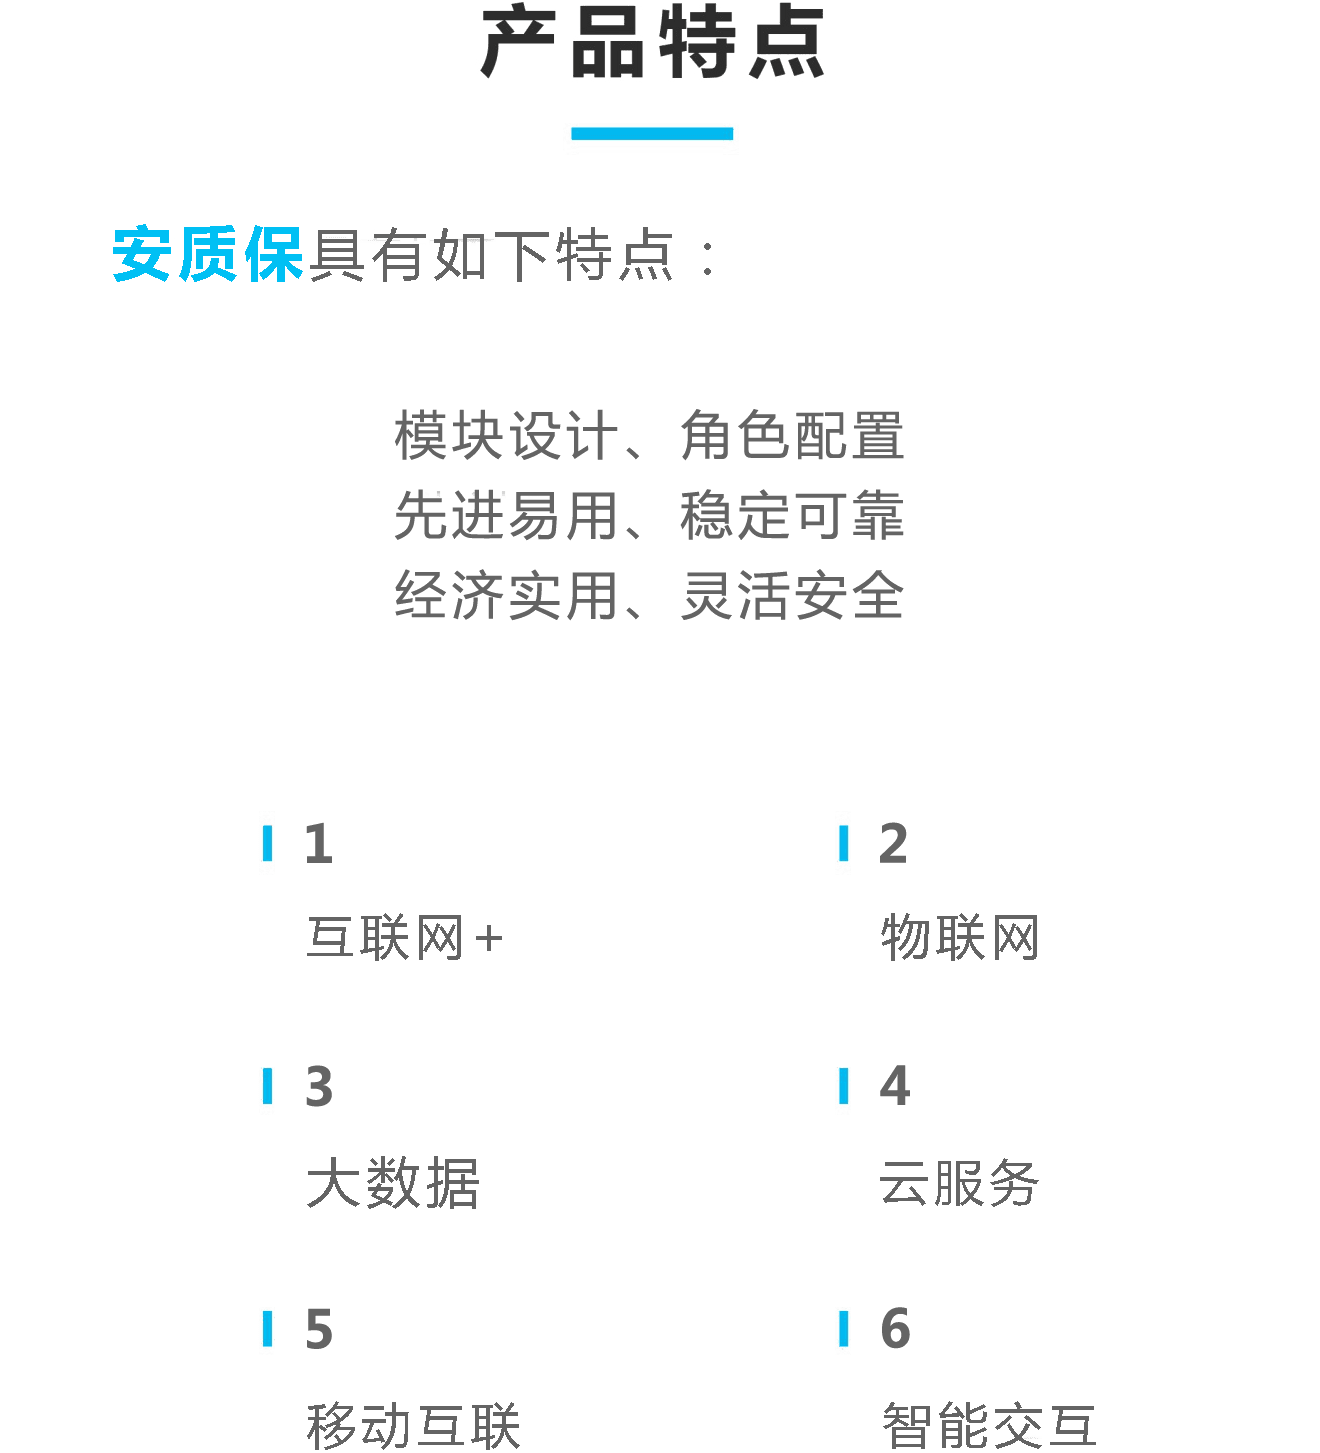 产品特点
安质保具有如下特点：
模块设计、角色配置
先进易用、稳定可靠
经济实用、灵活安全
1
2
互联网+
物联网
3
4
大数据
云服务
5
6
移动互联
智能交互